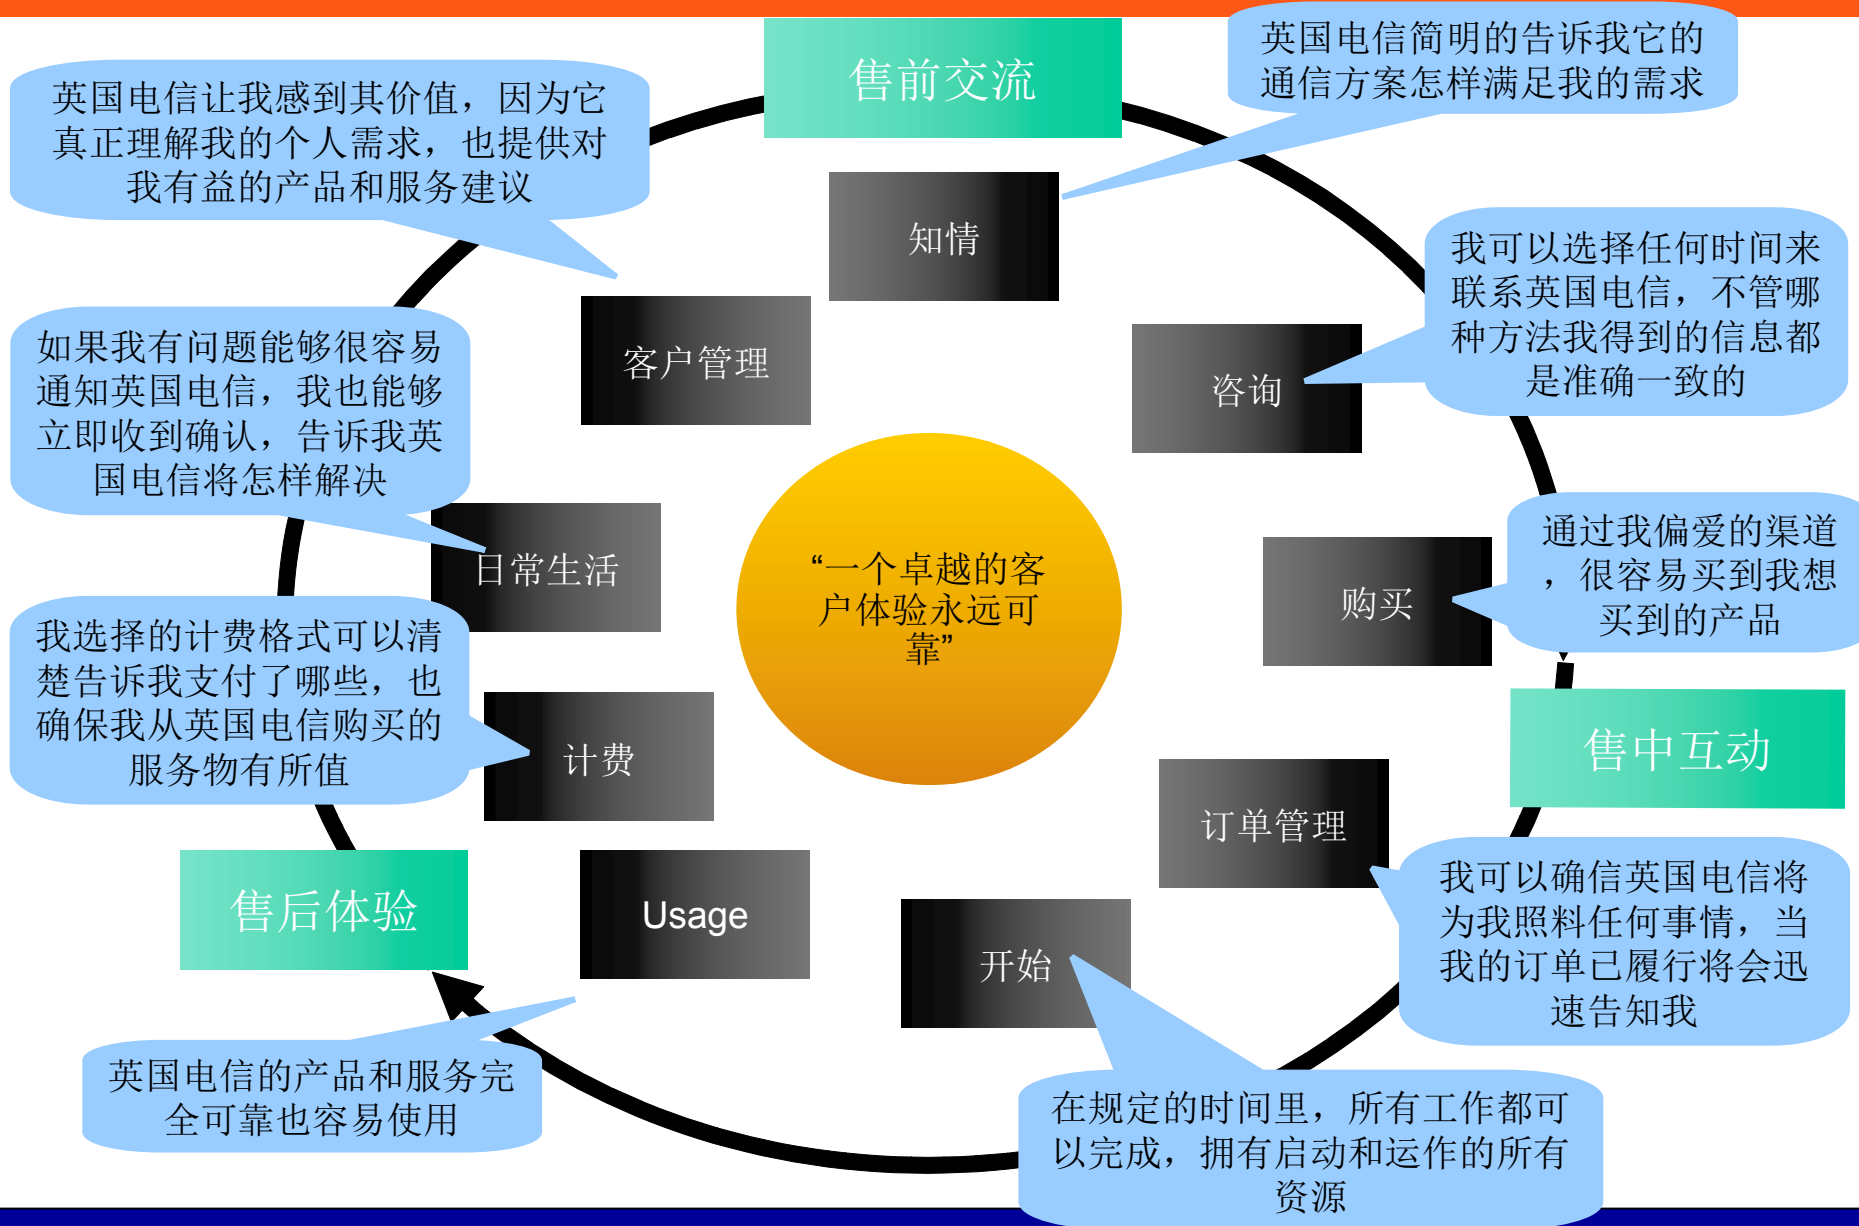 售前交流
英国电信简明的告诉我它的
通信方案怎样满足我的需求
英国电信让我感到其价值，因为它
真正理解我的个人需求，也提供对
我有益的产品和服务建议
知情
我可以选择任何时间来
联系英国电信，不管哪
种方法我得到的信息都
是准确一致的
客户管理
咨询
如果我有问题能够很容易
通知英国电信，我也能够
立即收到确认，告诉我英
国电信将怎样解决
日常生活
“一个卓越的客
户体验永远可
靠”
通过我偏爱的渠道
，很容易买到我想
买到的产品
购买
我选择的计费格式可以清
楚告诉我支付了哪些，也
确保我从英国电信购买的
服务物有所值
计费
售中互动
订单管理
我可以确信英国电信将
为我照料任何事情，当
我的订单已履行将会迅
速告知我
售后体验
Usage
开始
英国电信的产品和服务完
全可靠也容易使用
在规定的时间里，所有工作都可
以完成，拥有启动和运作的所有
资源